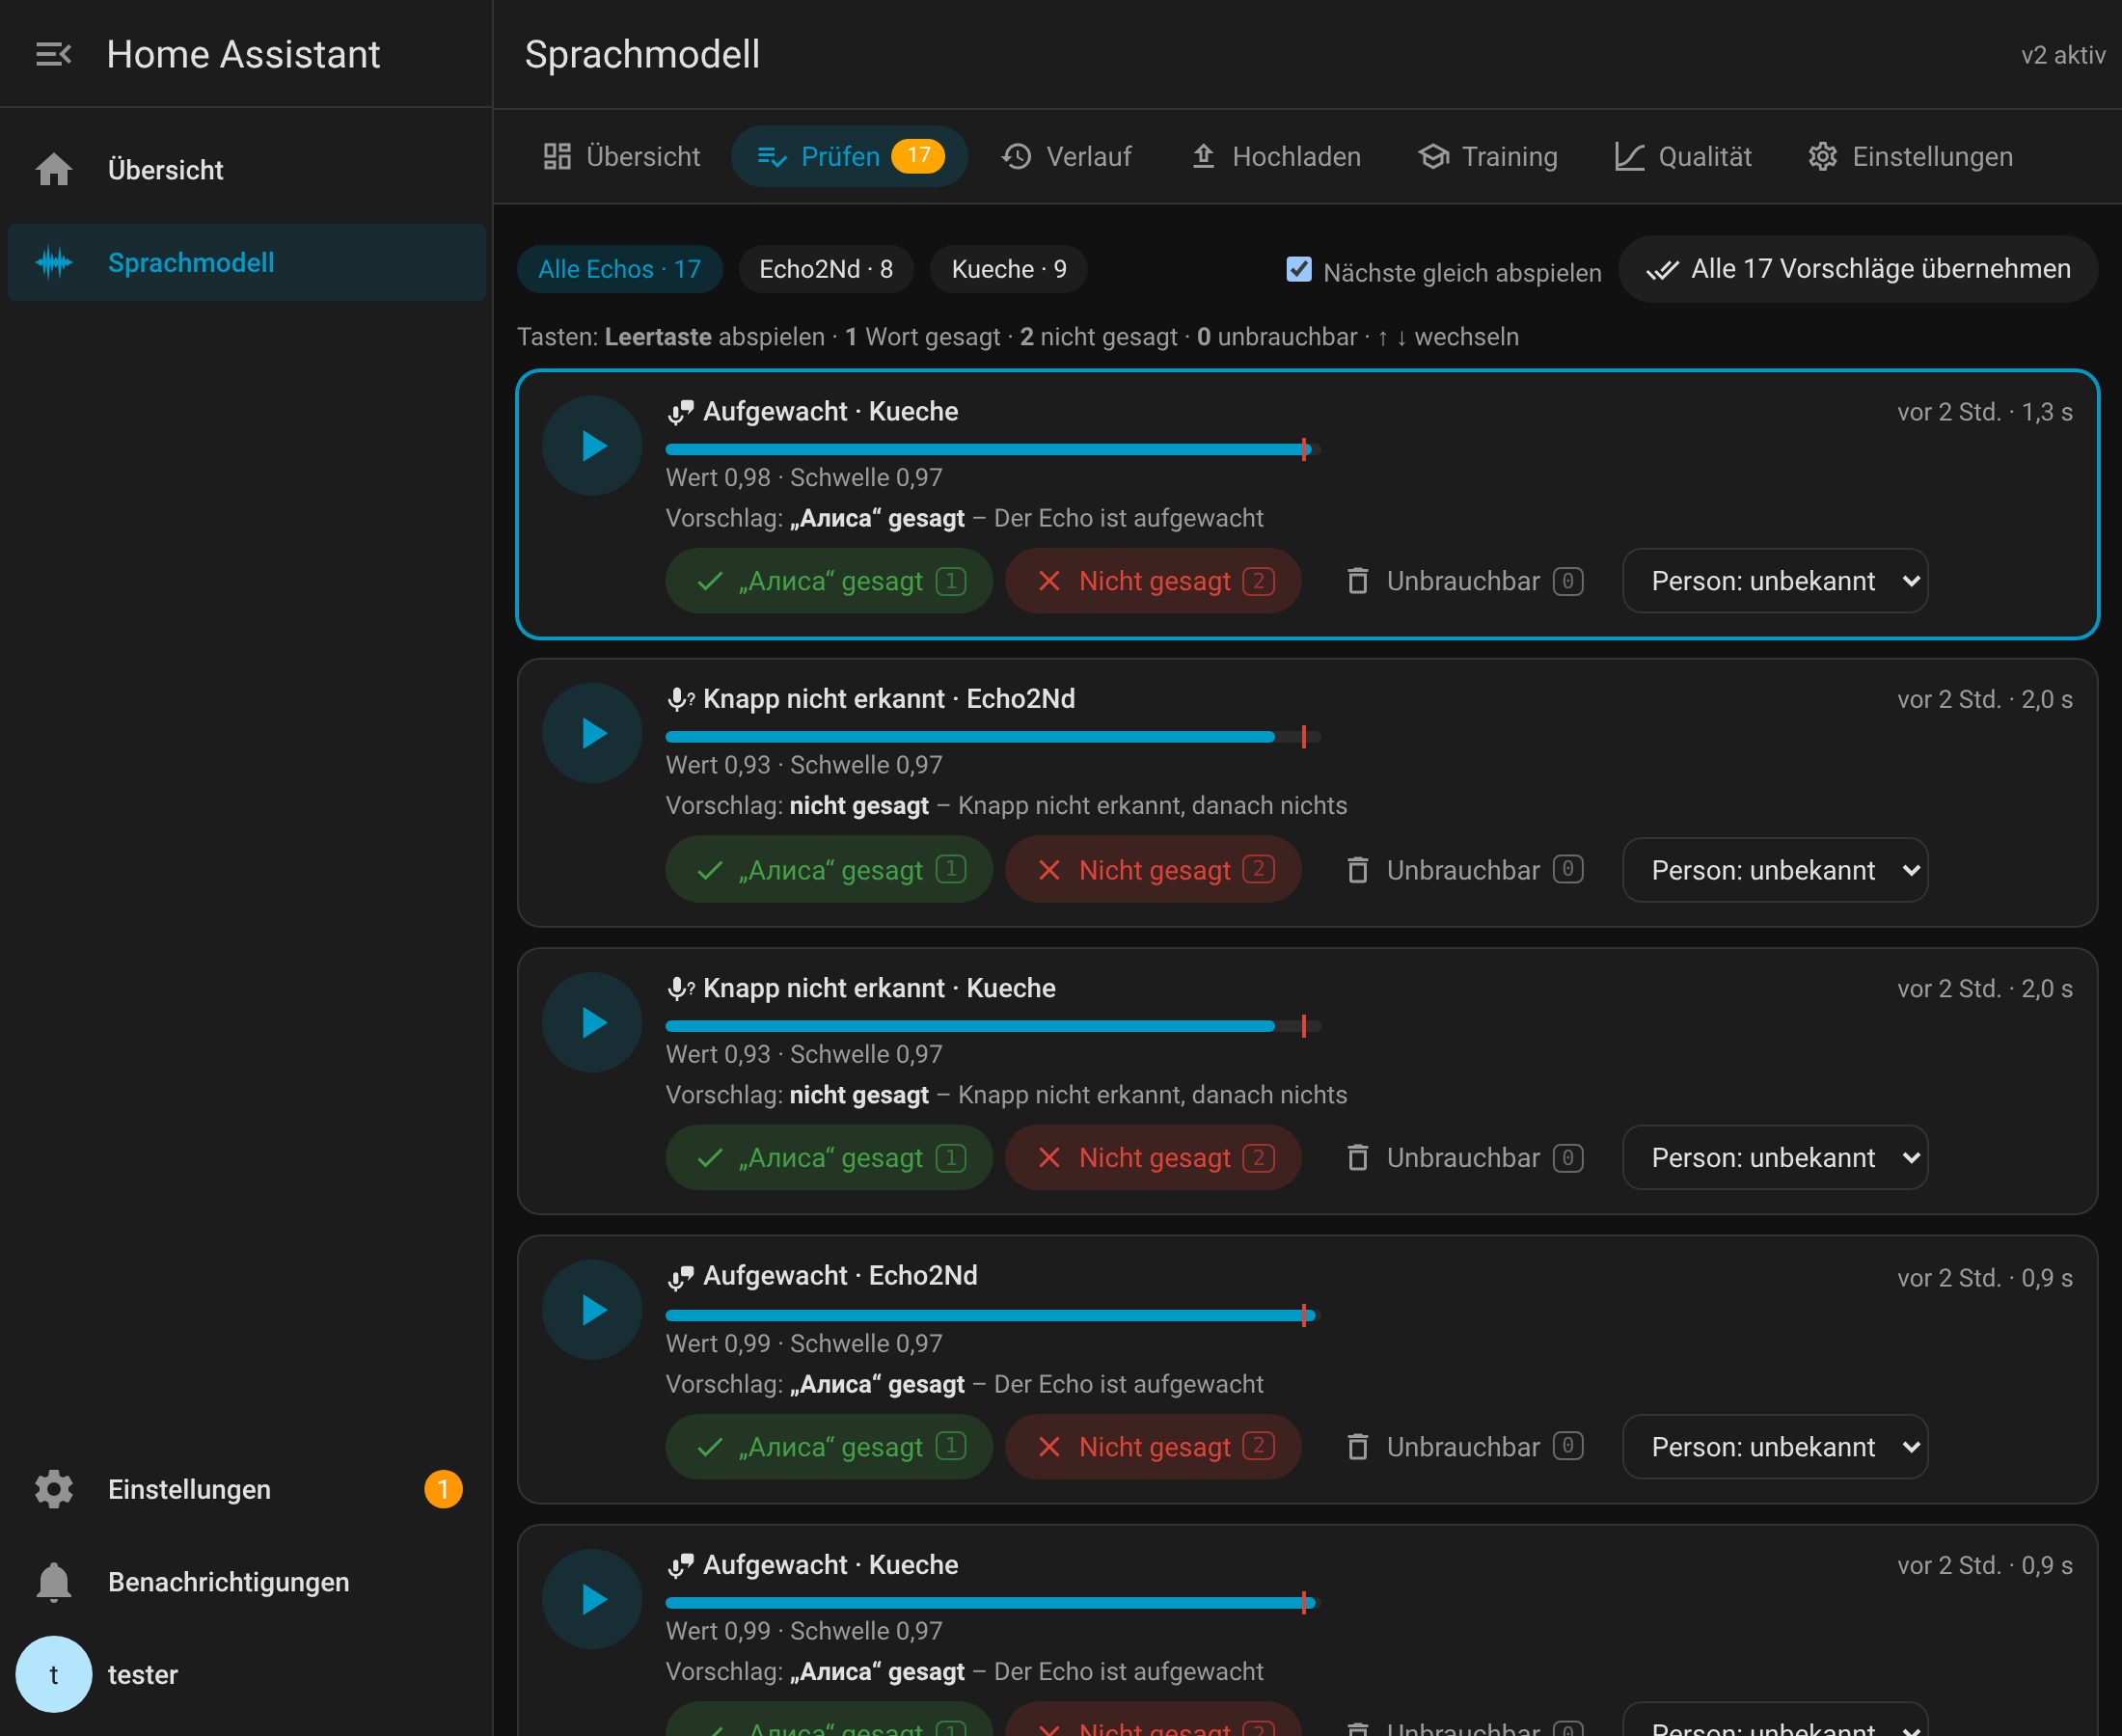 Home Assistant
Übersicht
Sprachmodell
Einstellungen 1
Benachrichtigungen
t tester
Sprachmodell v2 aktiv
Übersicht Prüfen 17 Verlauf Hochladen Training Qualität Einstellungen
Alle Echos · 17 Echo2Nd · 8 Kueche · 9 Nächste gleich abspielen Alle 17 Vorschläge übernehmen
Tasten: Leertaste abspielen · 1 Wort gesagt · 2 nicht gesagt · 0 unbrauchbar · ↑ ↓ wechseln
Aufgewacht · Kueche vor 2 Std. · 1,3 s
Wert 0,98 · Schwelle 0,97
Vorschlag: „Алиса“ gesagt – Der Echo ist aufgewacht
„Алиса“ gesagt 1 Nicht gesagt 2 Unbrauchbar 0 Person: unbekannt
Knapp nicht erkannt · Echo2Nd vor 2 Std. · 2,0 s
Wert 0,93 · Schwelle 0,97
Vorschlag: nicht gesagt – Knapp nicht erkannt, danach nichts
„Алиса“ gesagt 1 Nicht gesagt 2 Unbrauchbar 0 Person: unbekannt
Knapp nicht erkannt · Kueche vor 2 Std. · 2,0 s
Wert 0,93 · Schwelle 0,97
Vorschlag: nicht gesagt – Knapp nicht erkannt, danach nichts
„Алиса“ gesagt 1 Nicht gesagt 2 Unbrauchbar 0 Person: unbekannt
Aufgewacht · Echo2Nd vor 2 Std. · 0,9 s
Wert 0,99 · Schwelle 0,97
Vorschlag: „Алиса“ gesagt – Der Echo ist aufgewacht
„Алиса“ gesagt 1 Nicht gesagt 2 Unbrauchbar 0 Person: unbekannt
Aufgewacht · Kueche vor 2 Std. · 0,9 s
Wert 0,99 · Schwelle 0,97
Vorschlag: „Алиса“ gesagt – Der Echo ist aufgewacht
„Алиса“ gesagt 1 Nicht gesagt 2 Unbrauchbar 0 Person: unbekannt